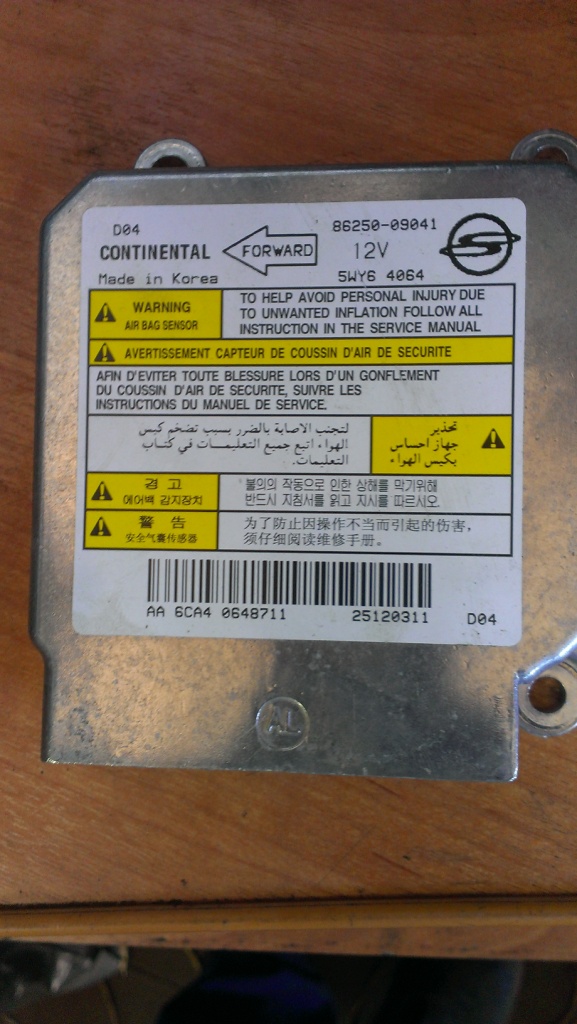 D04
86250-09041
CONTINENTAL
FORWARD
12V
Made in Korea
5WY6 4064
WARNING
AIR BAG SENSOR
TO HELP AVOID PERSONAL INJURY DUE
TO UNWANTED INFLATION FOLLOW ALL
INSTRUCTION IN THE SERVICE MANUAL
AVERTISSEMENT CAPTEUR DE COUSSIN D'AIR DE SECURITE
AFIN D'EVITER TOUTE BLESSURE LORS D'UN GONFLEMENT
DU COUSSIN D'AIR DE SECURITE, SUIVRE LES
INSTRUCTIONS DU MANUEL DE SERVICE.
تحذير
جهاز احساس
بكيس الهواء
لتجنب الاصابة بالضرر بسبب تضخم كيس
الهواء اتبع جميع التعليمات في كتاب
التعليمات.
경 고
에어백 감지장치
불의의 작동으로 인한 상해를 막기위해
반드시 지침서를 읽고 지시를 따르시오.
警 告
安全气囊传感器
为了防止因操作不当而引起的伤害，
须仔细阅读维修手册。
AA 6CA4 0648711
25120311
D04
AL